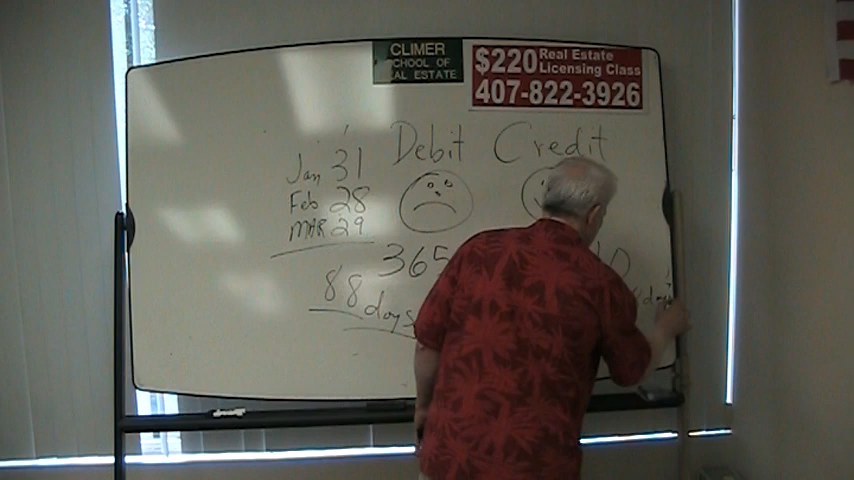 CLIMER
SCHOOL OF
REAL ESTATE
$220 Real Estate
Licensing Class
407-822-3926
Debit Credit
Jan 31
Feb 28
MAR 29
365
88 days